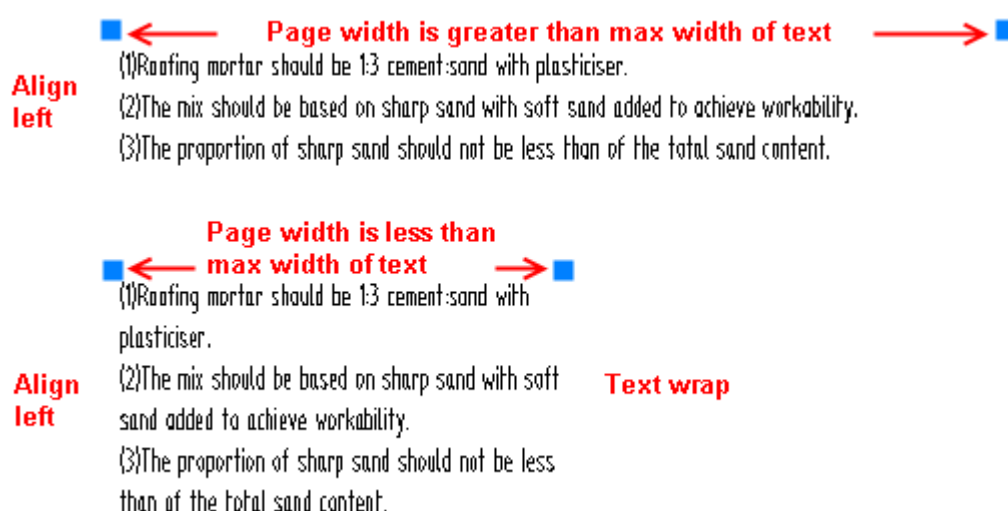 Page width is greater than max width of text
Align
left
(1)Roofing mortar should be 1:3 cement:sand with plasticiser.
(2)The mix should be based on sharp sand with soft sand added to achieve workability.
(3)The proportion of sharp sand should not be less than of the total sand content.
Page width is less than
max width of text
Align
left
(1)Roofing mortar should be 1:3 cement:sand with
plasticiser.
(2)The mix should be based on sharp sand with soft
sand added to achieve workability.
(3)The proportion of sharp sand should not be less
than of the total sand content.
Text wrap